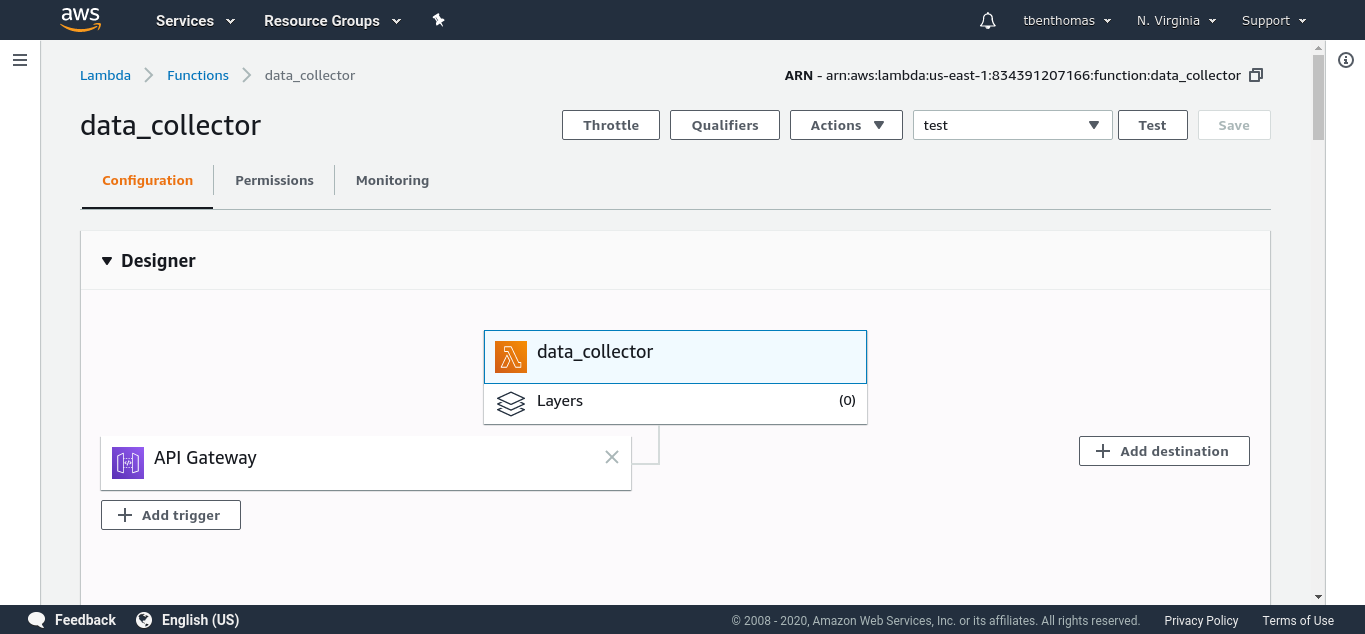 aws Services Resource Groups tbenthomas N. Virginia Support
Lambda Functions data_collector ARN - arn:aws:lambda:us-east-1:834391207166:function:data_collector
data_collector Throttle Qualifiers Actions test Test Save
Configuration Permissions Monitoring
Designer
data_collector
Layers (0)
API Gateway
Add destination
Add trigger
Feedback English (US) © 2008 - 2020, Amazon Web Services, Inc. or its affiliates. All rights reserved. Privacy Policy Terms of Use